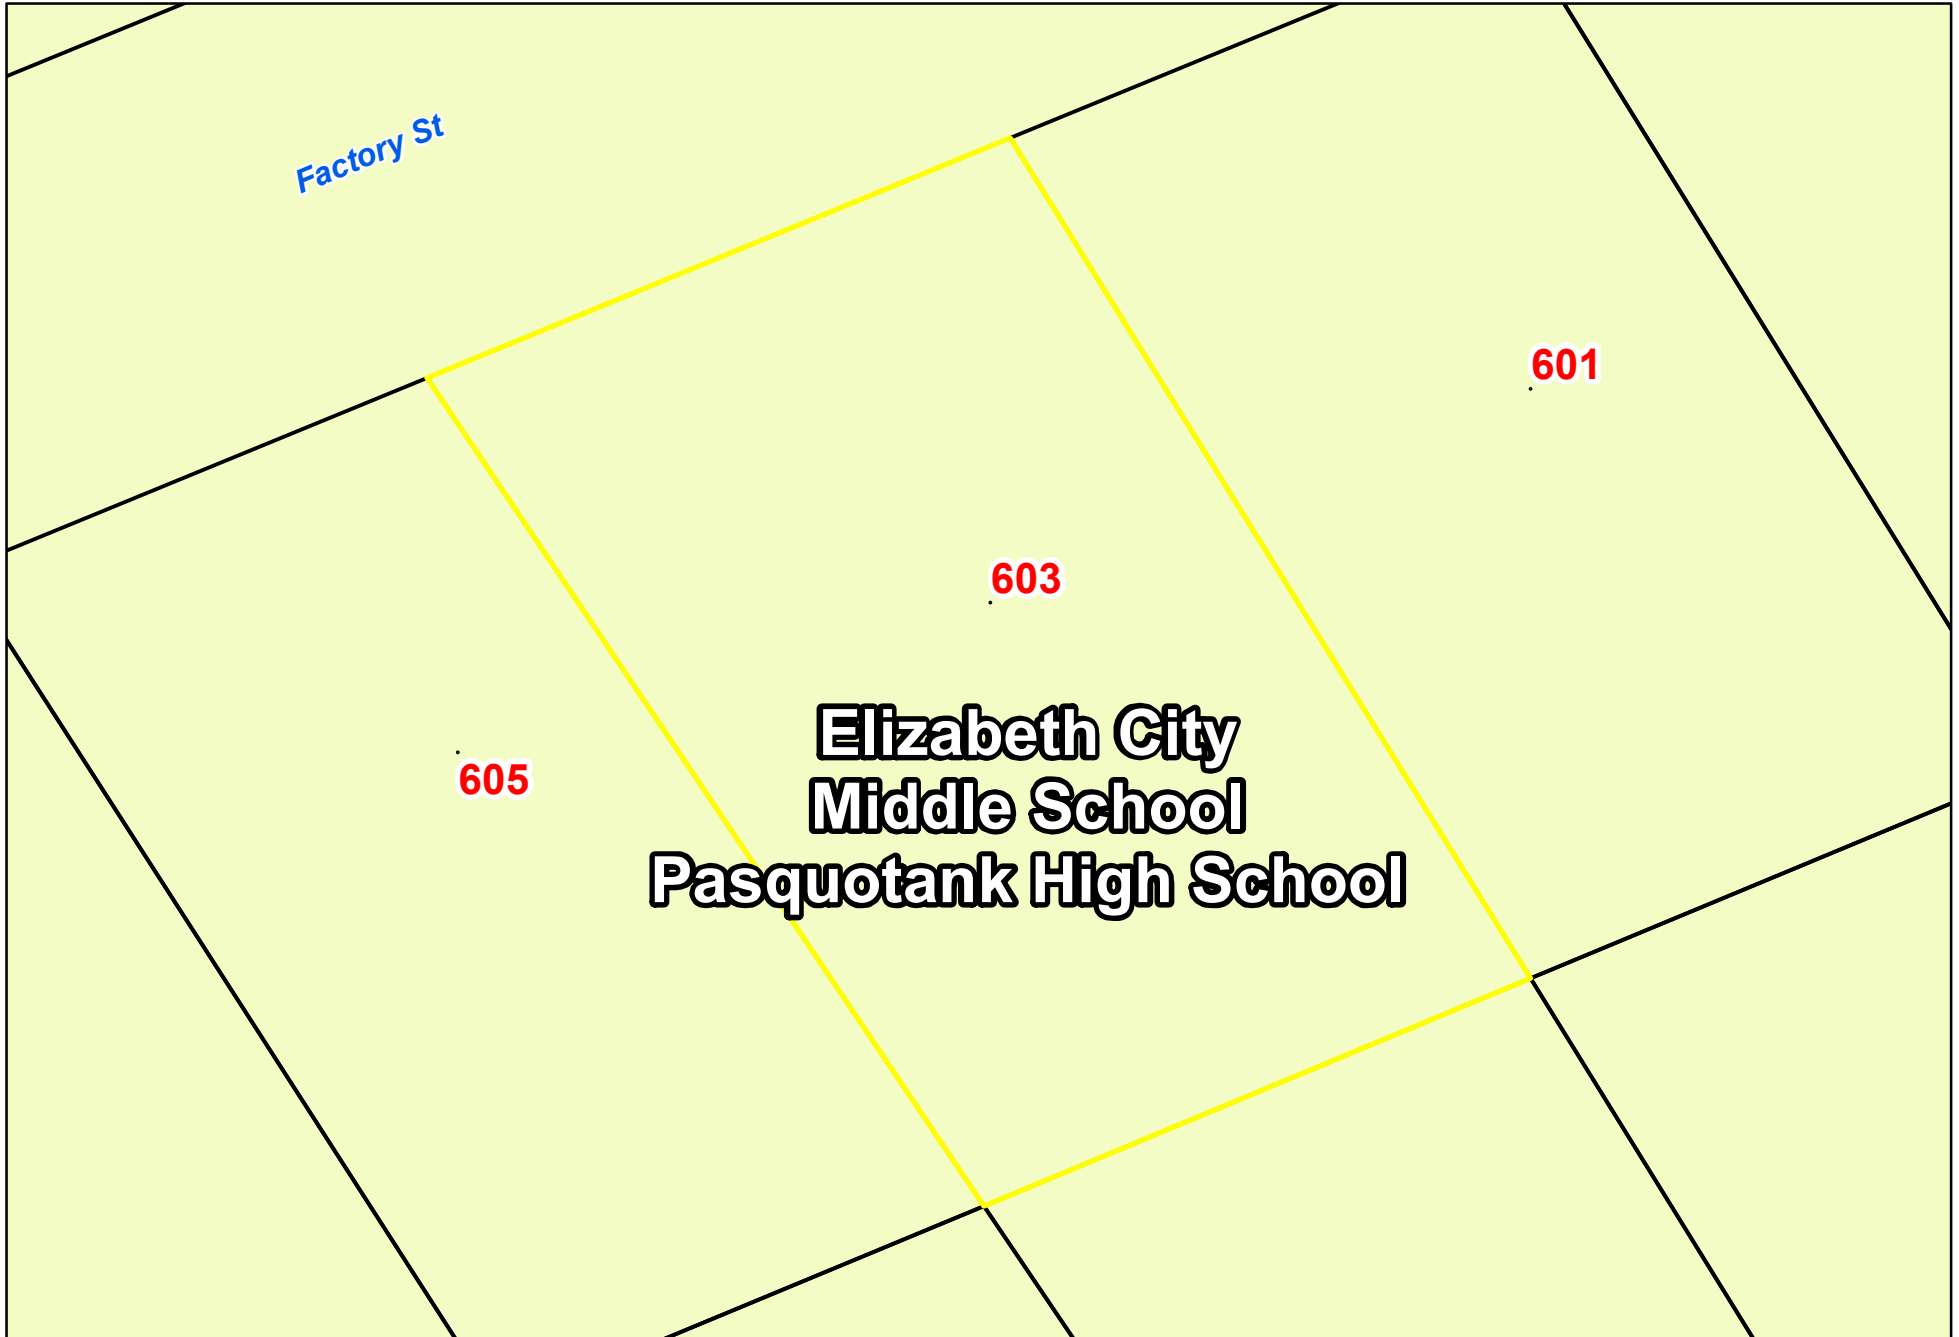 Factory St
601
603
605
Elizabeth City
Middle School
Pasquotank High School